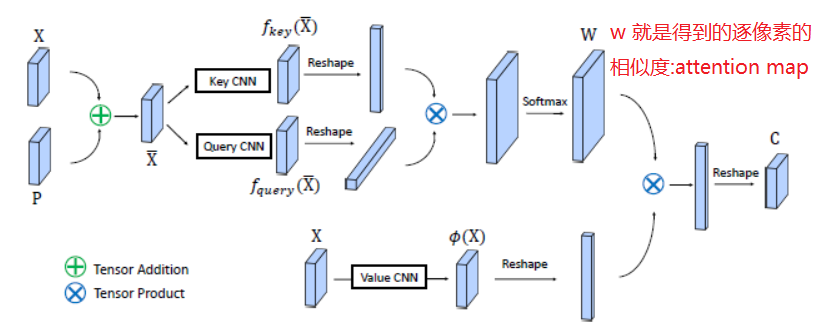 f_key(X̅)
W
w 就是得到的逐像素的
相似度:attention map
X
Reshape
Key CNN
Softmax
X̅
Query CNN
Reshape
C
Reshape
P
f_query(X̅)
X
ϕ(X)
Tensor Addition
Value CNN
Reshape
Tensor Product